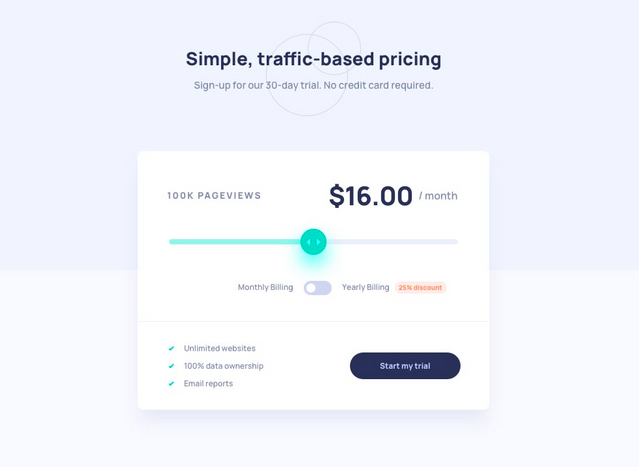 Simple, traffic-based pricing
Sign-up for our 30-day trial. No credit card required.
100K PAGEVIEWS
$16.00 / month
Monthly Billing
Yearly Billing
25% discount
Unlimited websites
100% data ownership
Email reports
Start my trial